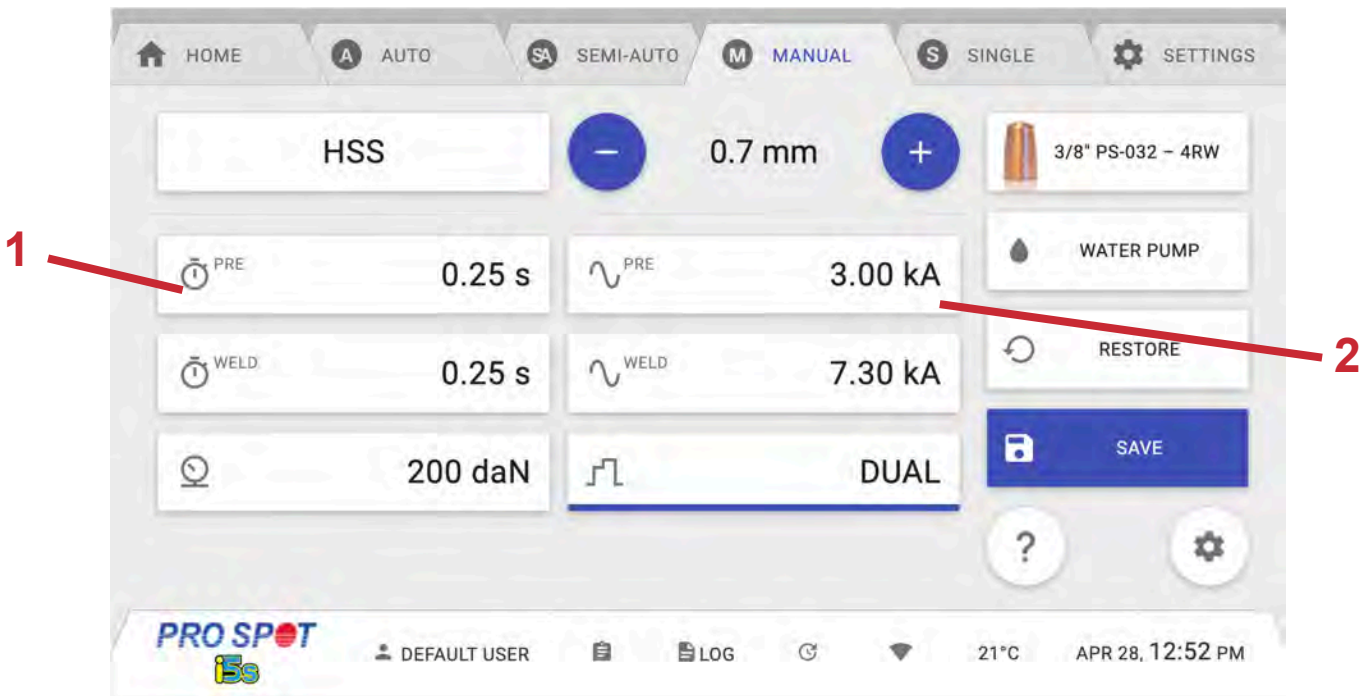 HOME
A AUTO
SA SEMI-AUTO
M MANUAL
S SINGLE
SETTINGS
HSS
0.7 mm
3/8" PS-032 – 4RW
1
PRE 0.25 s
PRE 3.00 kA
WATER PUMP
WELD 0.25 s
WELD 7.30 kA
RESTORE
2
200 daN
DUAL
SAVE
?
PRO SPOT
i5s
DEFAULT USER
LOG
21°C
APR 28, 12:52 PM